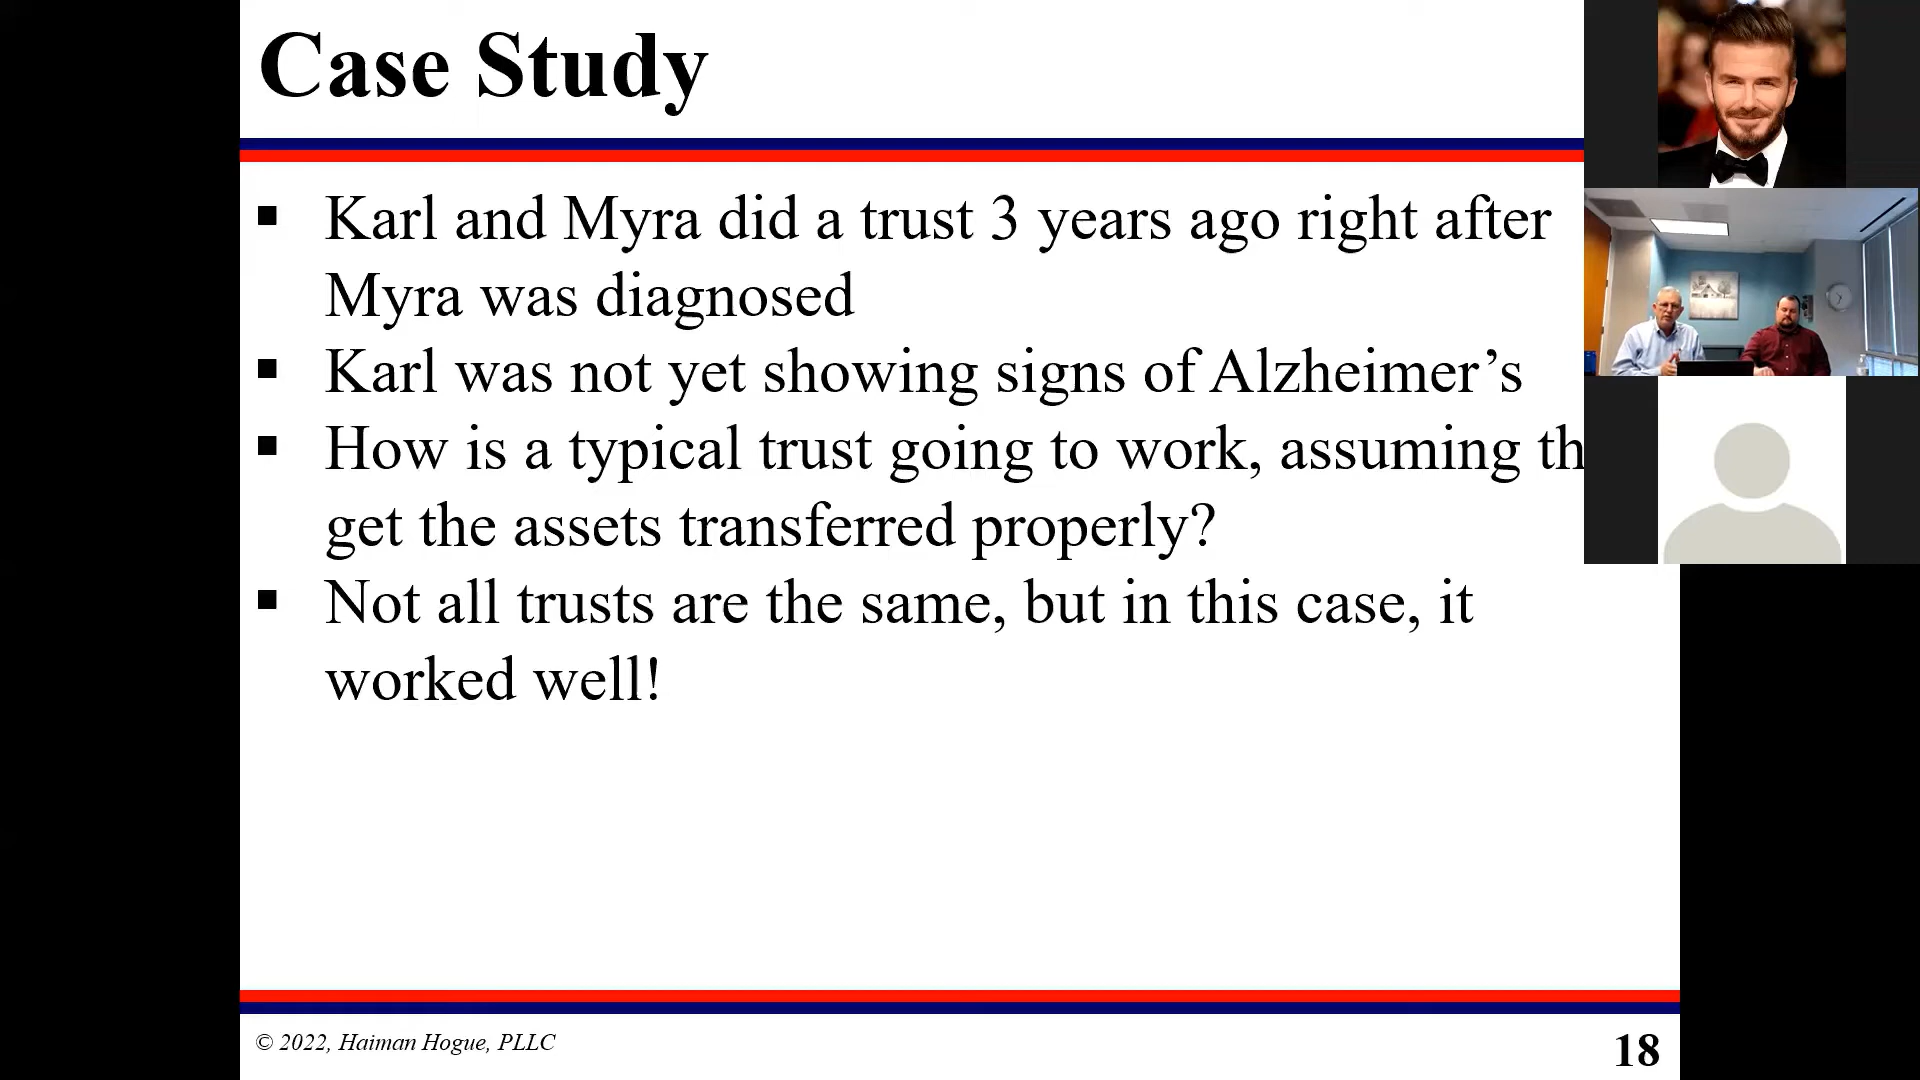 Case Study
Karl and Myra did a trust 3 years ago right after
Myra was diagnosed
Karl was not yet showing signs of Alzheimer’s
How is a typical trust going to work, assuming th
get the assets transferred properly?
Not all trusts are the same, but in this case, it
worked well!
© 2022, Haiman Hogue, PLLC
18